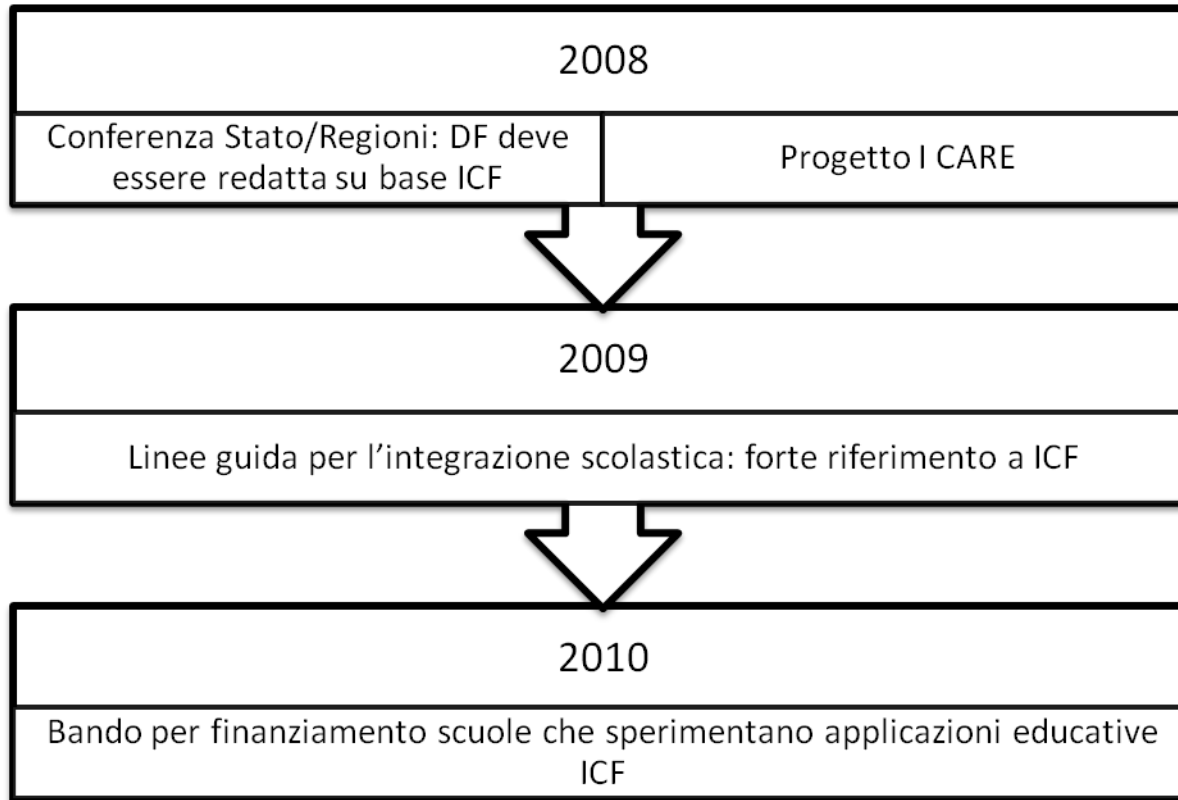 2008
Conferenza Stato/Regioni: DF deve
essere redatta su base ICF
Progetto I CARE
2009
Linee guida per l’integrazione scolastica: forte riferimento a ICF
2010
Bando per finanziamento scuole che sperimentano applicazioni educative
ICF